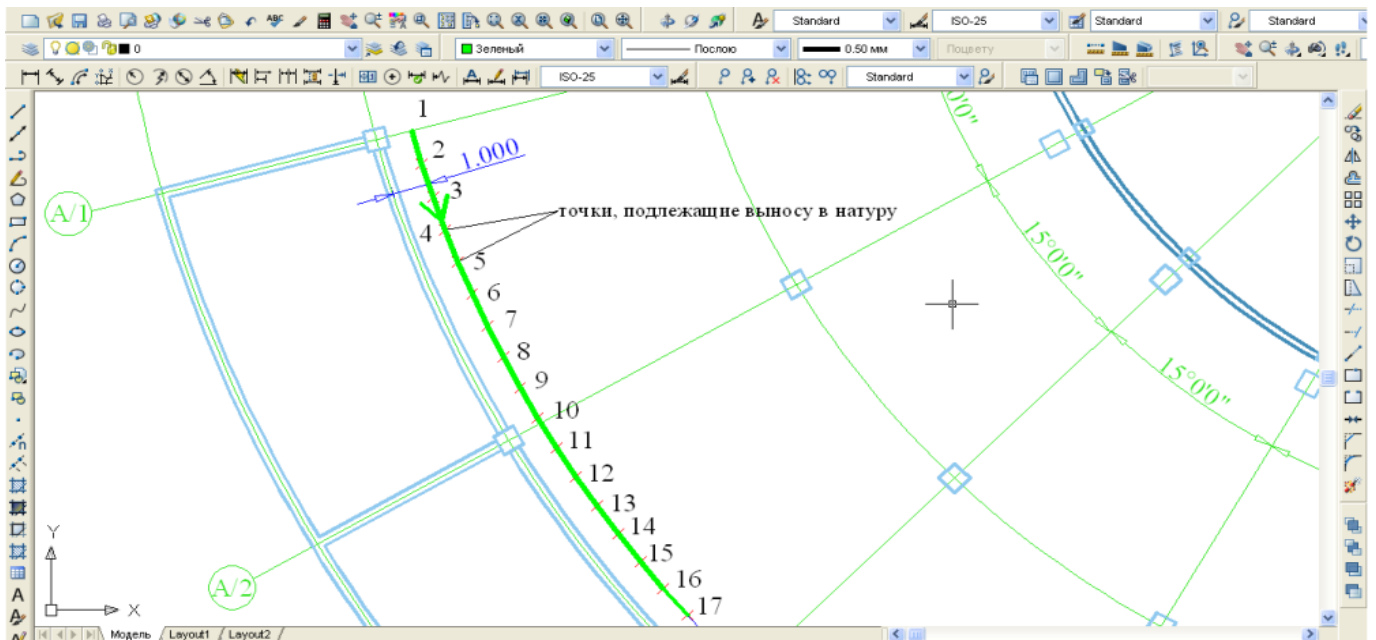 Standard ISO-25 Standard Standard
0 Зеленый Послою 0.50 мм Поцвету
ISO-25 Standard
1
2
1.000
3
0'0"
А/1
точки, подлежащие выносу в натуру
4
15°0'0"
5
6
7
8
9
15°0'0"
10
11
12
13
14
15
16
17
Y
X
А/2
Модель Layout1 Layout2